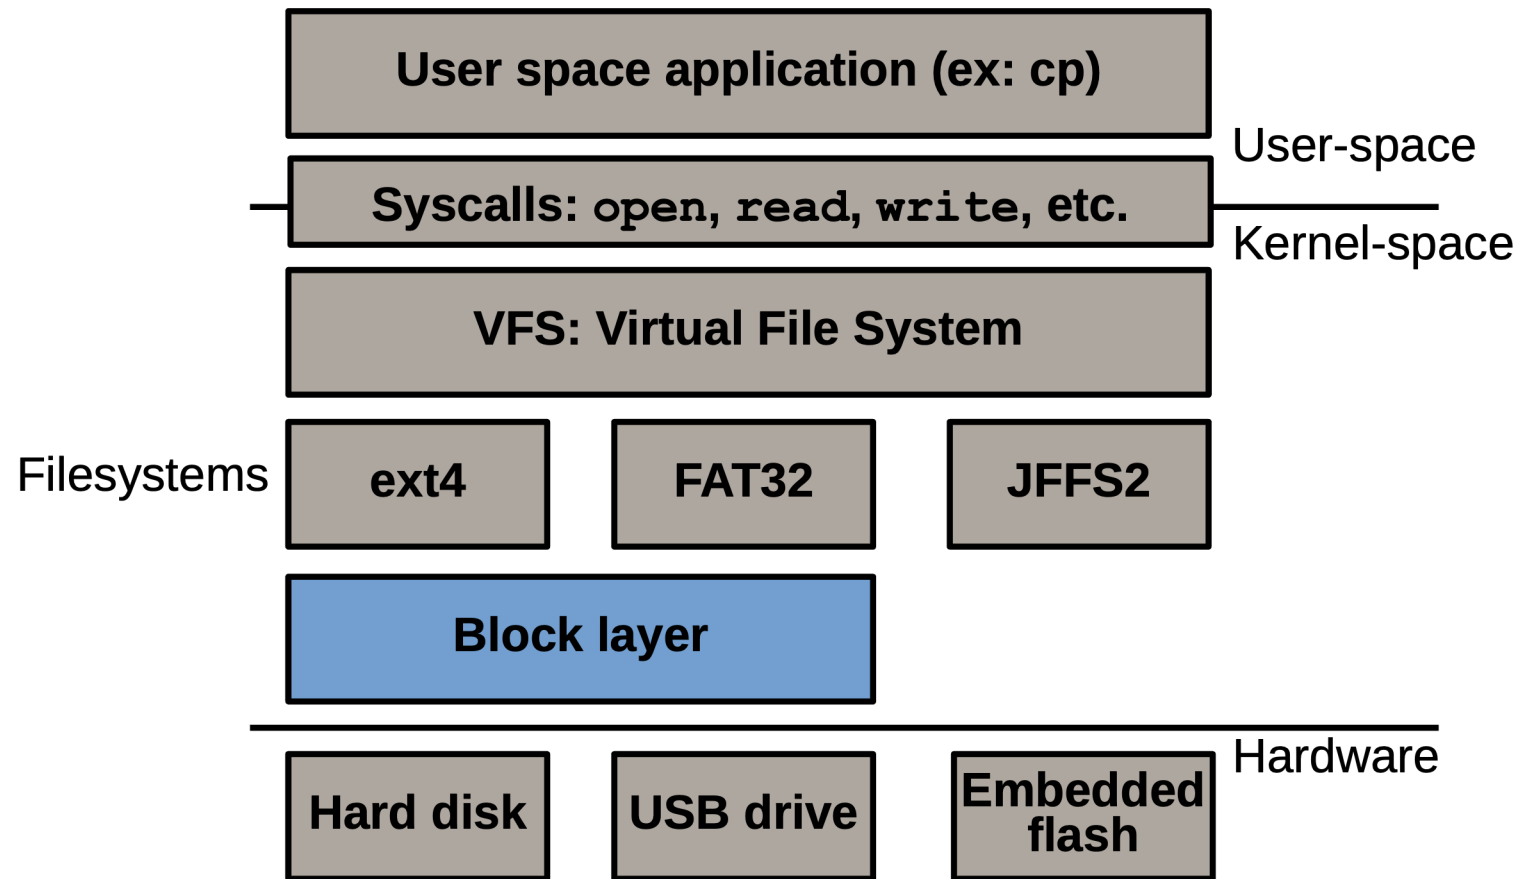 User space application (ex: cp)
User-space
Syscalls: open, read, write, etc.
Kernel-space
VFS: Virtual File System
Filesystems
ext4
FAT32
JFFS2
Block layer
Hardware
Hard disk
USB drive
Embedded
flash